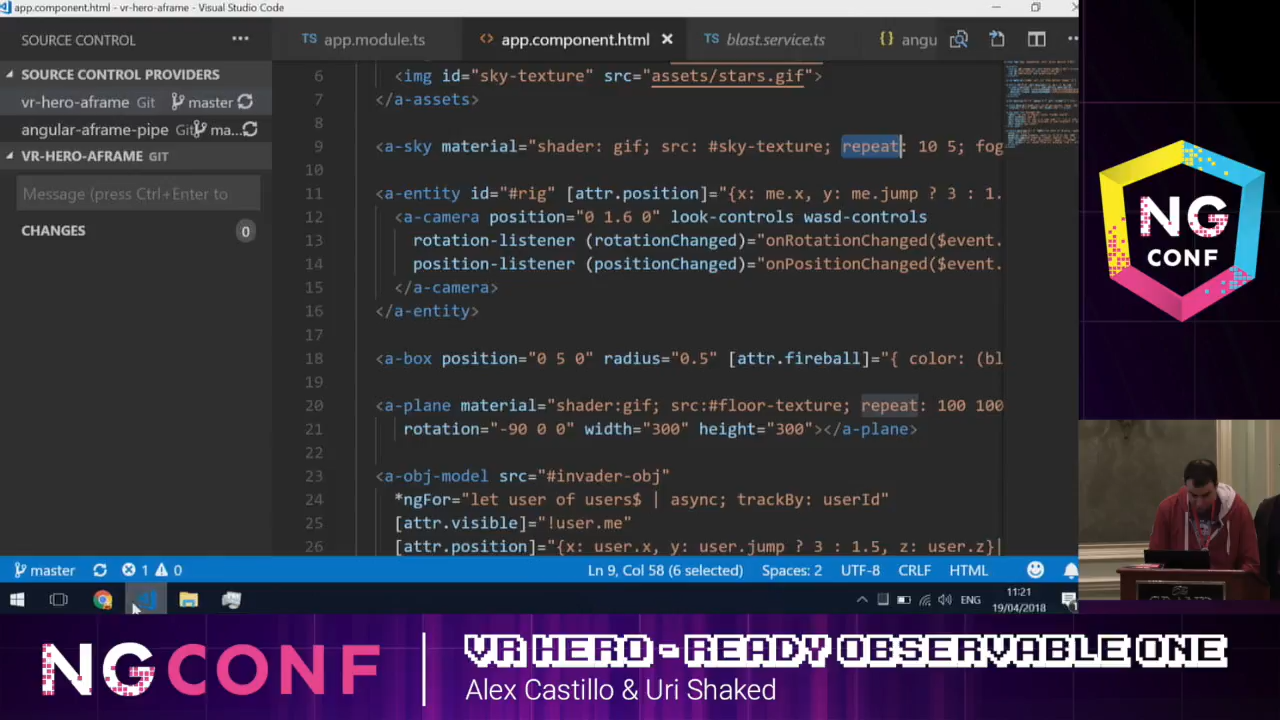 app.component.html - vr-hero-aframe - Visual Studio Code
SOURCE CONTROL
SOURCE CONTROL PROVIDERS
vr-hero-aframe Git master
angular-aframe-pipe Git ma...
VR-HERO-AFRAME GIT
Message (press Ctrl+Enter to
CHANGES 0
TS app.module.ts <> app.component.html TS blast.service.ts {} angu
6 <img id="sky-texture" src="assets/stars.gif">
7 </a-assets>
8
9 <a-sky material="shader: gif; src: #sky-texture; repeat: 10 5; fog
10
11 <a-entity id="#rig" [attr.position]="{x: me.x, y: me.jump ? 3 : 1.
12 <a-camera position="0 1.6 0" look-controls wasd-controls
13 rotation-listener (rotationChanged)="onRotationChanged($event.
14 position-listener (positionChanged)="onPositionChanged($event.
15 </a-camera>
16 </a-entity>
17
18 <a-box position="0 5 0" radius="0.5" [attr.fireball]="{ color: (bl
19
20 <a-plane material="shader:gif; src:#floor-texture; repeat: 100 100
21 rotation="-90 0 0" width="300" height="300"></a-plane>
22
23 <a-obj-model src="#invader-obj"
24 *ngFor="let user of users$ | async; trackBy: userId"
25 [attr.visible]="!user.me"
26 [attr.position]="{x: user.x, y: user.jump ? 3 : 1.5, z: user.z}
master 1 0 Ln 9, Col 58 (6 selected) Spaces: 2 UTF-8 CRLF HTML
ENG 11:21
19/04/2018
NG
CONF
NGCONF
VR HERO - READY OBSERVABLE ONE
Alex Castillo & Uri Shaked